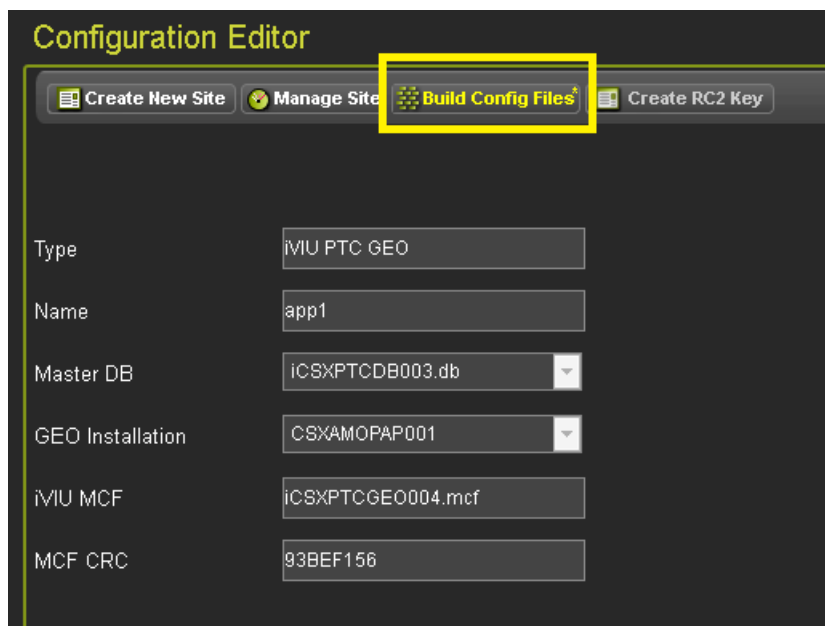 Configuration Editor
Create New Site Manage Site Build Config Files* Create RC2 Key
Type iVIU PTC GEO
Name app1
Master DB iCSXPTCDB003.db
GEO Installation CSXAMOPAP001
iVIU MCF iCSXPTCGEO004.mcf
MCF CRC 93BEF156